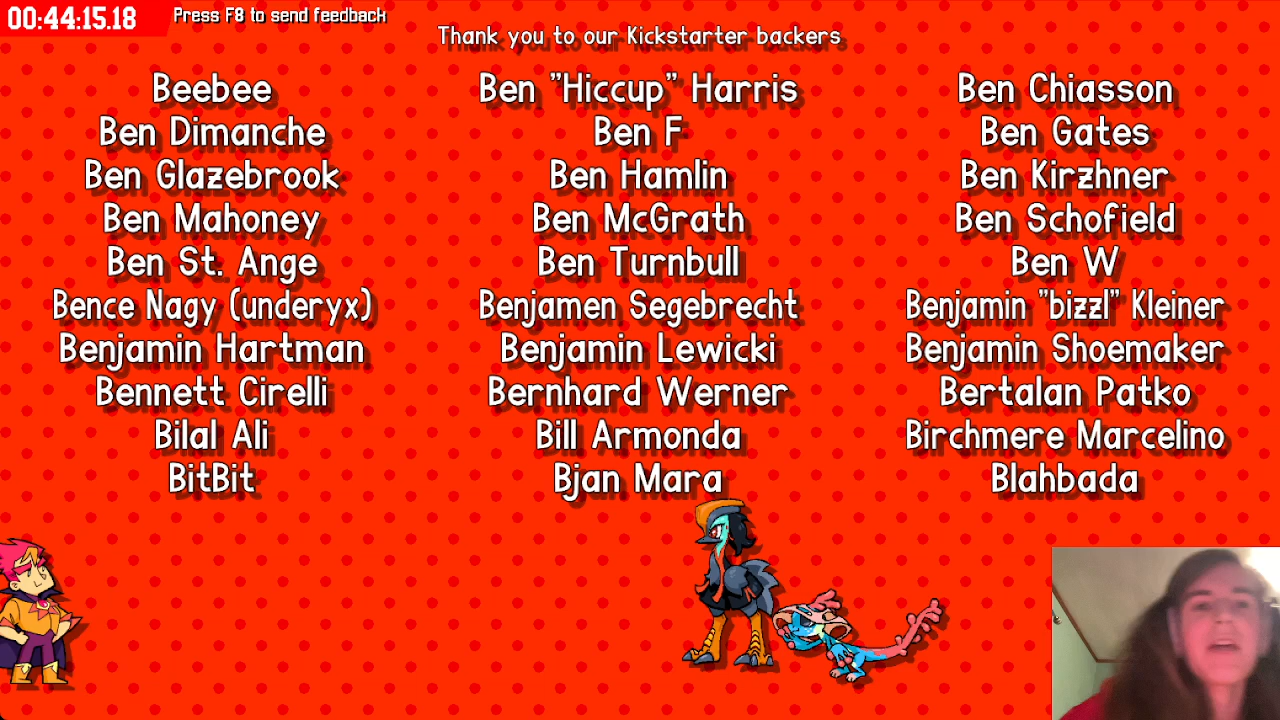 00:44:15.18
Press F8 to send feedback
Thank you to our Kickstarter backers
Beebee Ben "Hiccup" Harris Ben Chiasson
Ben Dimanche Ben F Ben Gates
Ben Glazebrook Ben Hamlin Ben Kirzhner
Ben Mahoney Ben McGrath Ben Schofield
Ben St. Ange Ben Turnbull Ben W
Bence Nagy (underyx) Benjamen Segebrecht Benjamin "bizzl" Kleiner
Benjamin Hartman Benjamin Lewicki Benjamin Shoemaker
Bennett Cirelli Bernhard Werner Bertalan Patko
Bilal Ali Bill Armonda Birchmere Marcelino
BitBit Bjan Mara Blahbada